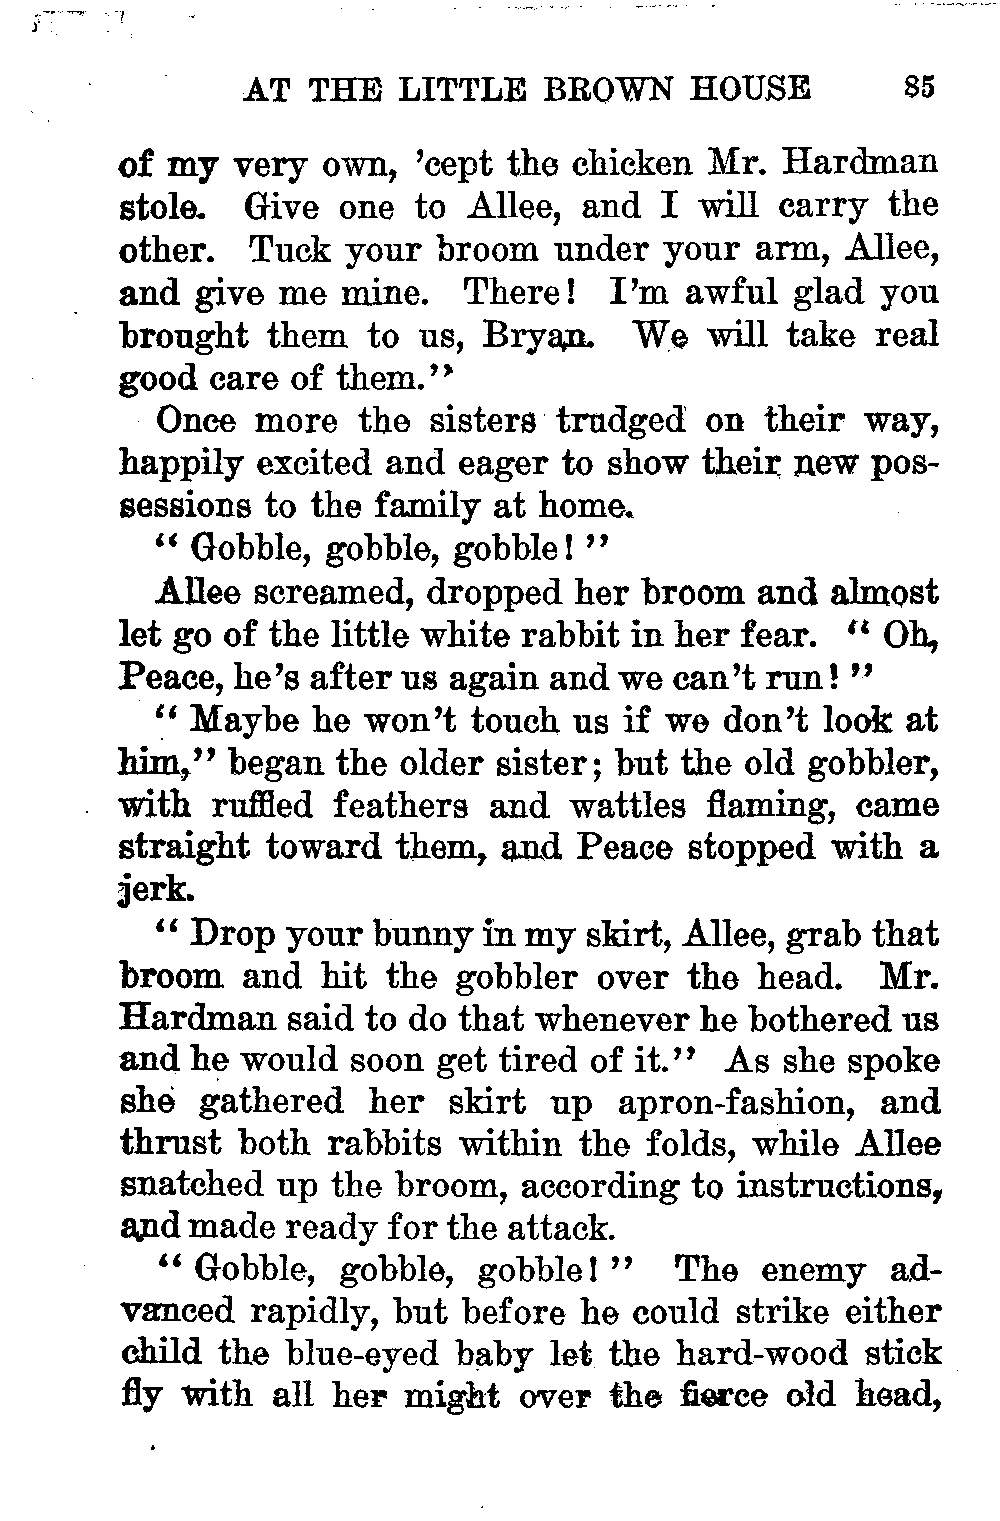 AT THE LITTLE BROWN HOUSE 85
of my very own, 'cept the chicken Mr. Hardman
stole. Give one to Allee, and I will carry the
other. Tuck your broom under your arm, Allee,
and give me mine. There! I'm awful glad you
brought them to us, Bryan. We will take real
good care of them."
Once more the sisters trudged on their way,
happily excited and eager to show their new pos-
sessions to the family at home.
" Gobble, gobble, gobble! "
Allee screamed, dropped her broom and almost
let go of the little white rabbit in her fear. " Oh,
Peace, he's after us again and we can't run! "
" Maybe he won't touch us if we don't look at
him," began the older sister; but the old gobbler,
with ruffled feathers and wattles flaming, came
straight toward them, and Peace stopped with a
jerk.
" Drop your bunny in my skirt, Allee, grab that
broom and hit the gobbler over the head. Mr.
Hardman said to do that whenever he bothered us
and he would soon get tired of it." As she spoke
she gathered her skirt up apron-fashion, and
thrust both rabbits within the folds, while Allee
snatched up the broom, according to instructions,
and made ready for the attack.
" Gobble, gobble, gobble! " The enemy ad-
vanced rapidly, but before he could strike either
child the blue-eyed baby let the hard-wood stick
fly with all her might over the fierce old head,